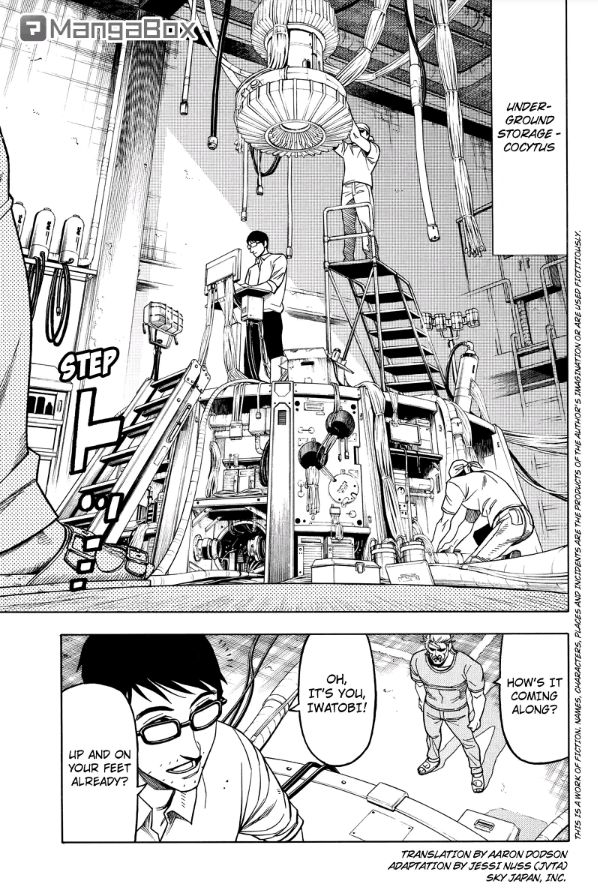 MangaBox
UNDER-
GROUND
STORAGE -
COCYTUS
STEP
トッ…
HOW'S IT
COMING
ALONG?
OH,
IT'S YOU,
IWATOBI!
UP AND ON
YOUR FEET
ALREADY?
THIS IS A WORK OF FICTION. NAMES, CHARACTERS, PLACES AND INCIDENTS ARE THE PRODUCTS OF THE AUTHOR'S IMAGINATION OR ARE USED FICTITIOUSLY.
TRANSLATION BY AARON DODSON
ADAPTATION BY JESSI NUSS (JVTA)
SKY JAPAN, INC.